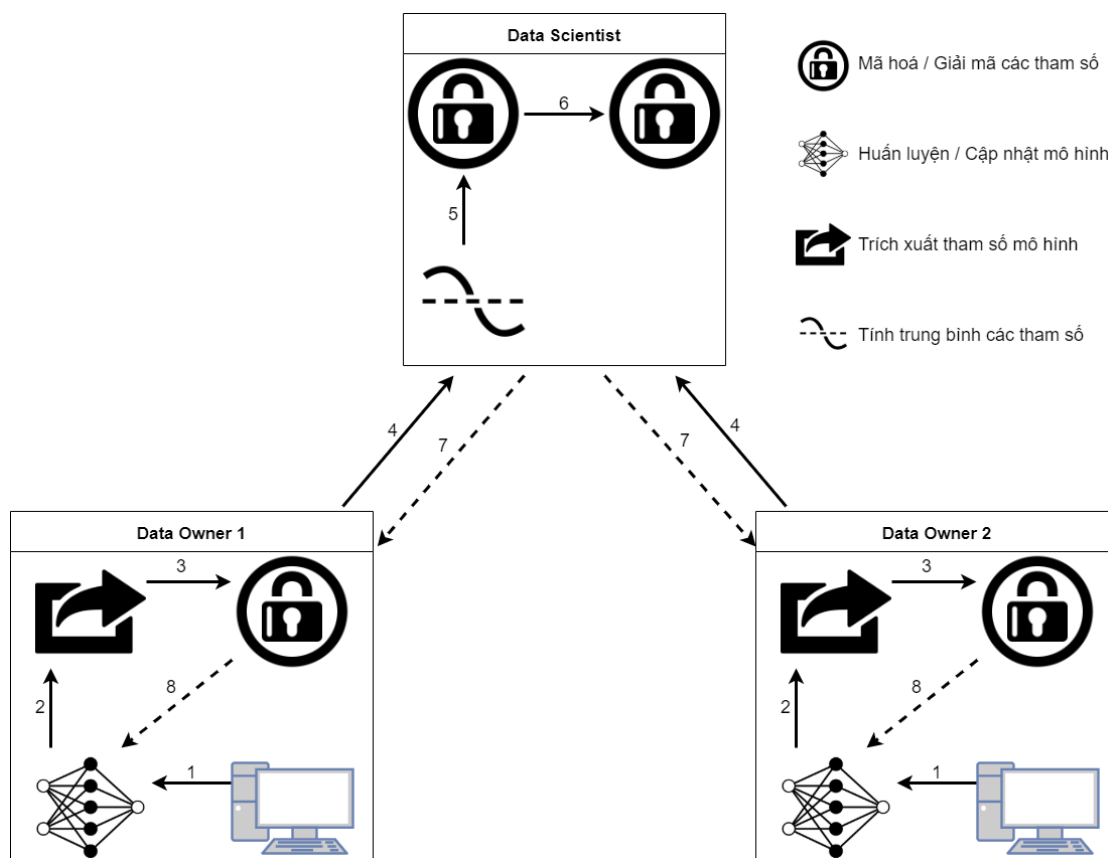 Data Scientist
6
5
Mã hoá / Giải mã các tham số
Huấn luyện / Cập nhật mô hình
Trích xuất tham số mô hình
Tính trung bình các tham số
4
7
7
4
Data Owner 1
3
8
2
1
Data Owner 2
3
8
2
1